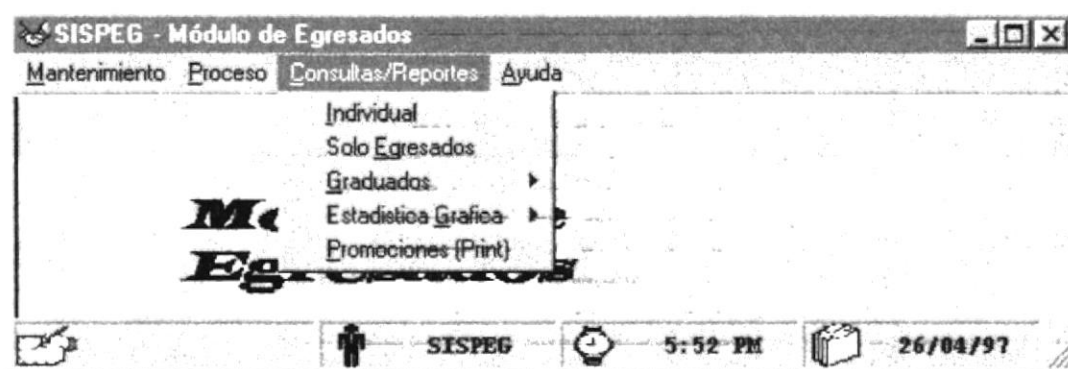 SISPEG - Módulo de Egresados
Mantenimiento Proceso Consultas/Reportes Ayuda
Individual
Solo Egresados
Graduados
Estadistica Grafica
Promociones (Print)
SISPEG 5:52 PM 26/04/97